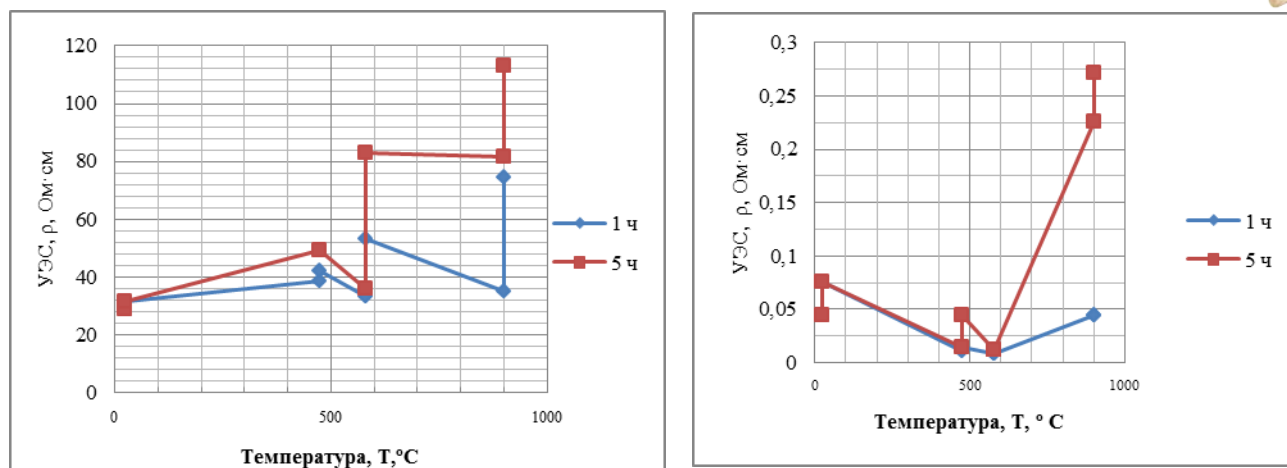 120
100
80
60
40
20
0
0 500 1000
УЭС, ρ, Ом·см
Температура, T,ºC
1 ч
5 ч
0,3
0,25
0,2
0,15
0,1
0,05
0
0 500 1000
УЭС, ρ, Ом·см
Температура, T, º C
1 ч
5 ч